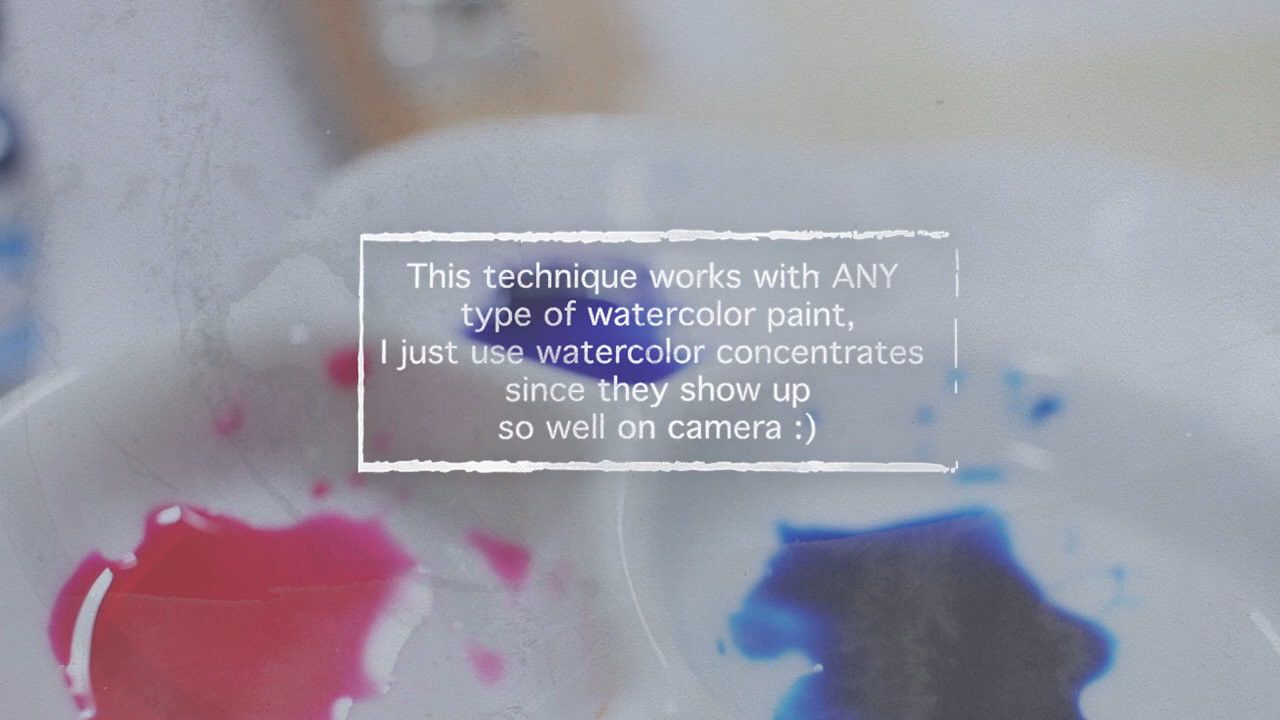 This technique works with ANY
type of watercolor paint,
I just use watercolor concentrates
since they show up
so well on camera :)